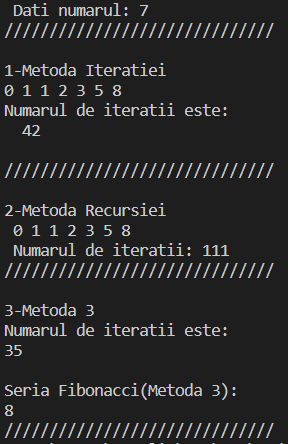 Dati numarul: 7
//////////////////////////////
1-Metoda Iteratiei
0 1 1 2 3 5 8
Numarul de iteratii este:
42
//////////////////////////////
2-Metoda Recursiei
0 1 1 2 3 5 8
Numarul de iteratii: 111
//////////////////////////////
3-Metoda 3
Numarul de iteratii este:
35
Seria Fibonacci(Metoda 3):
8
//////////////////////////////